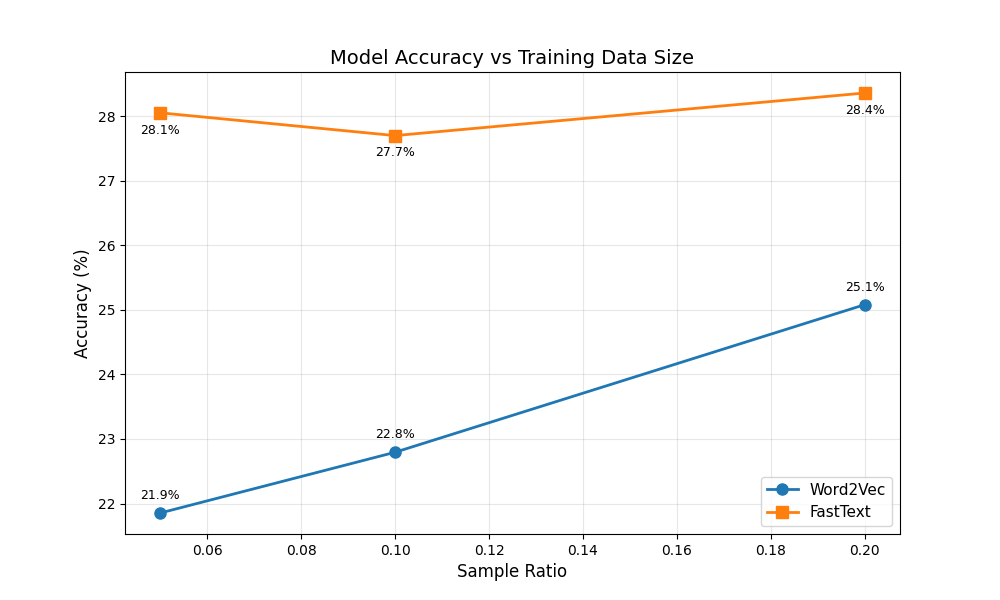 Model Accuracy vs Training Data Size
Accuracy (%)
28
27
26
25
24
23
22
28.1%
27.7%
28.4%
25.1%
22.8%
21.9%
Word2Vec
FastText
0.06 0.08 0.10 0.12 0.14 0.16 0.18 0.20
Sample Ratio